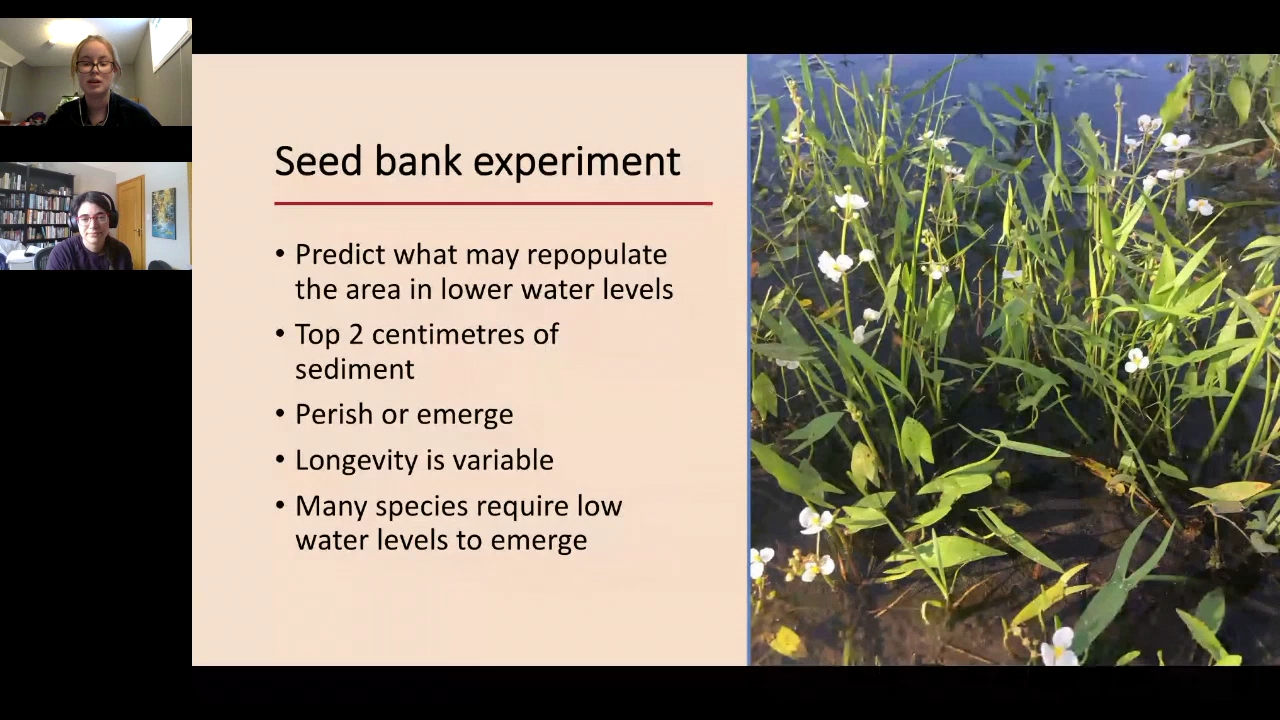 Seed bank experiment
• Predict what may repopulate
the area in lower water levels
• Top 2 centimetres of
sediment
• Perish or emerge
• Longevity is variable
• Many species require low
water levels to emerge